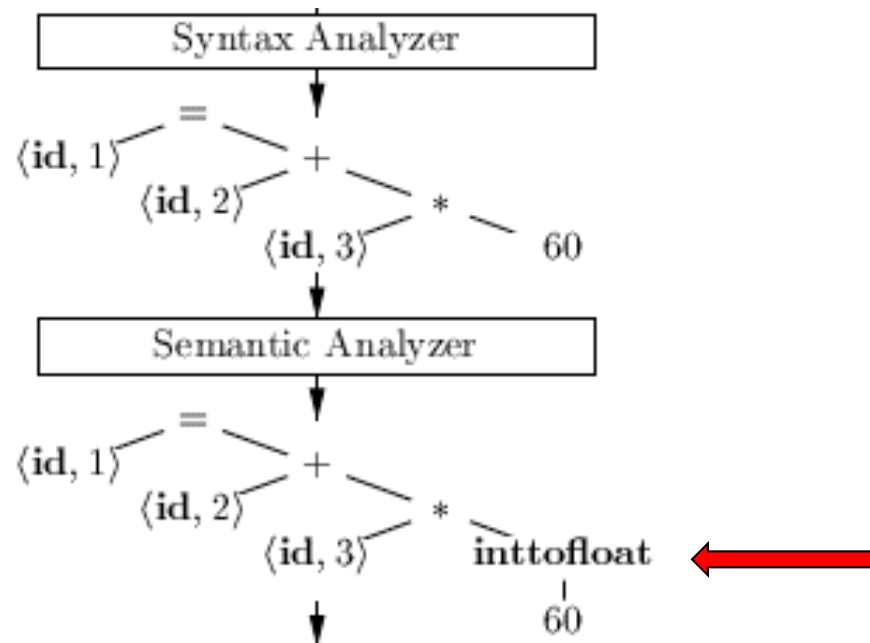 Syntax Analyzer
=
⟨id, 1⟩ +
⟨id, 2⟩ *
⟨id, 3⟩ 60
Semantic Analyzer
=
⟨id, 1⟩ +
⟨id, 2⟩ *
⟨id, 3⟩ inttofloat
60